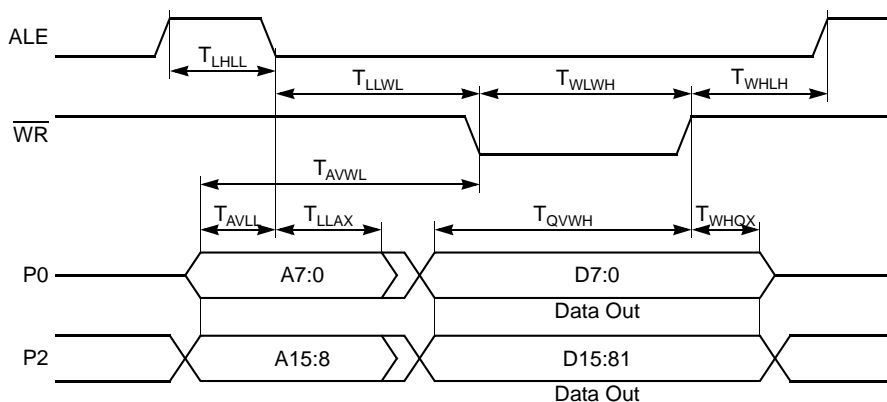 ALE
T_LHLL
T_LLWL
T_WLWH
T_WHLH
WR
T_AVWL
T_AVLL
T_LLAX
T_QVWH
T_WHQX
P0
A7:0
D7:0
Data Out
P2
A15:8
D15:81
Data Out